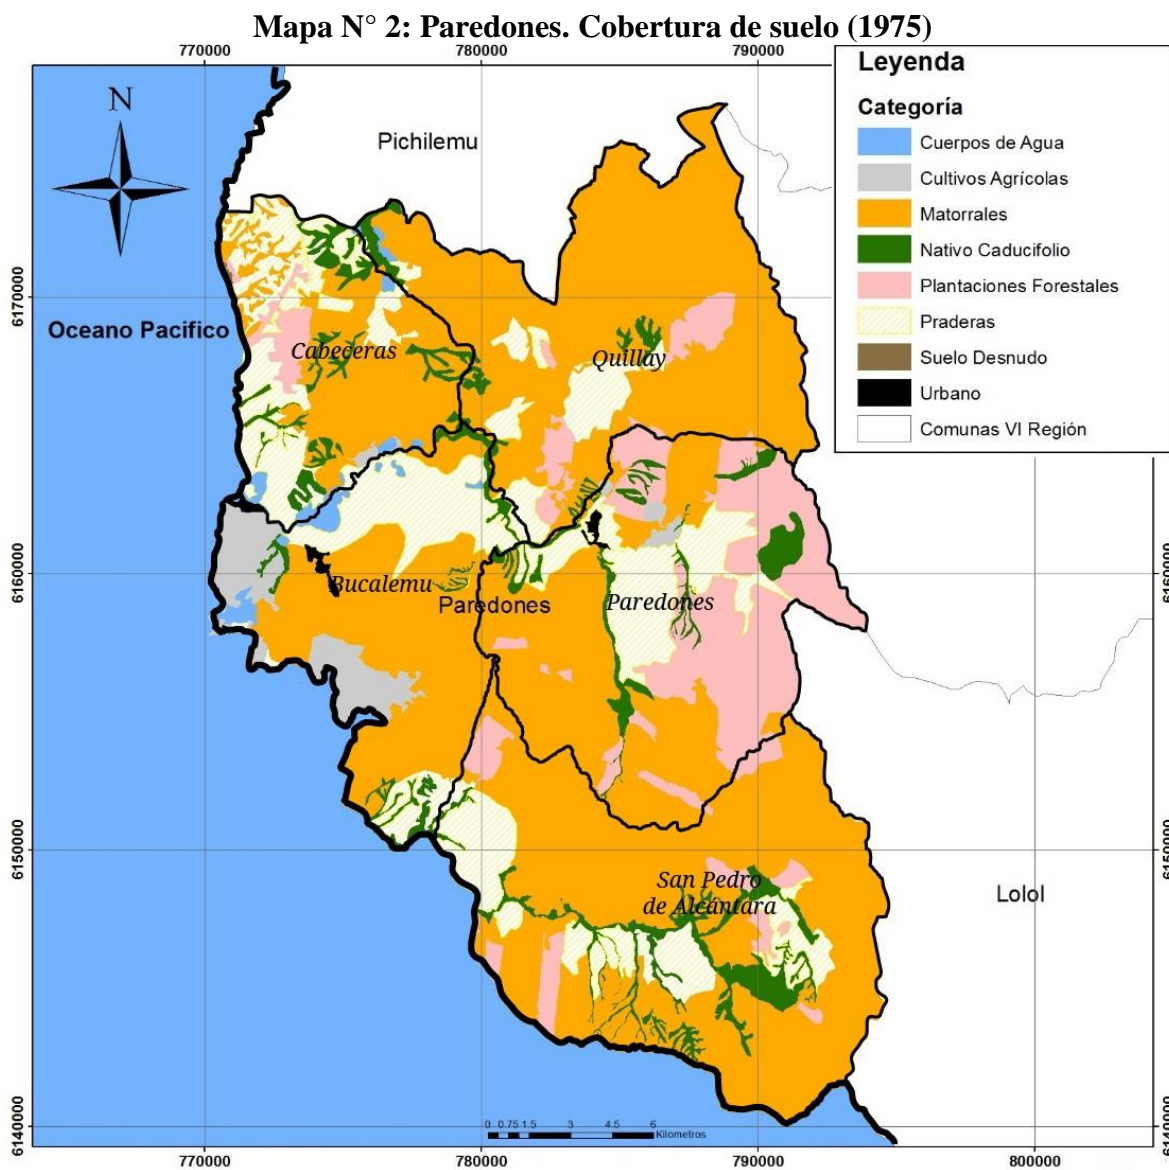 Mapa N° 2: Paredones. Cobertura de suelo (1975)
770000 780000 790000
Leyenda
Categoría
Cuerpos de Agua
Cultivos Agrícolas
Matorrales
Nativo Caducifolio
Plantaciones Forestales
Praderas
Suelo Desnudo
Urbano
Comunas VI Región
N
Pichilemu
6170000
Oceano Pacifico
Cabeceras
Quillay
6160000
6160000
Bucalemu
Paredones
Paredones
6150000
6150000
San Pedro
de Alcántara
Lolol
6140000
6140000
0 0.75 1.5 3 4.5 6
Kilometros
770000 780000 790000 800000